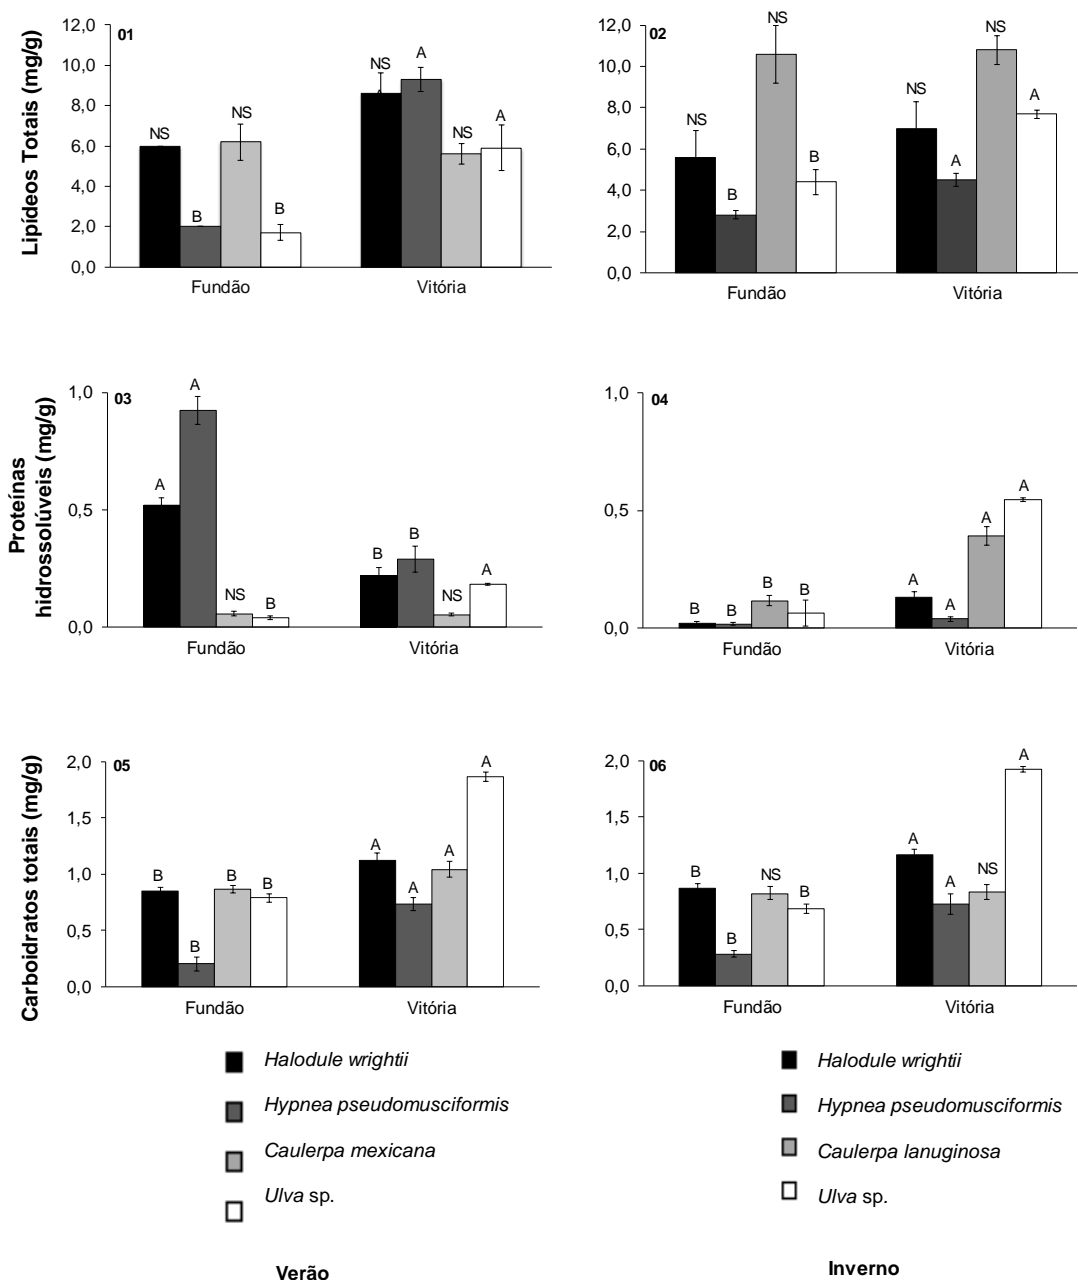 Lipídeos Totais (mg/g)
12,0
10,0
8,0
6,0
4,0
2,0
0,0
01
NS
B
NS
B
NS
A
NS
A
Fundão
Vitória
12,0
10,0
8,0
6,0
4,0
2,0
0,0
02
NS
B
NS
B
NS
A
NS
A
Fundão
Vitória
Proteínas
hidrossolúveis (mg/g)
1,0
0,5
0,0
03
A
A
NS
B
B
B
NS
A
Fundão
Vitória
1,0
0,5
0,0
04
B
B
B
B
A
A
A
A
Fundão
Vitória
Carboidratos totais (mg/g)
2,0
1,5
1,0
0,5
0,0
05
B
B
B
B
A
A
A
A
Fundão
Vitória
2,0
1,5
1,0
0,5
0,0
06
B
B
NS
B
A
A
NS
A
Fundão
Vitória
Halodule wrightii
Hypnea pseudomusciformis
Caulerpa mexicana
Ulva sp.
Verão
Halodule wrightii
Hypnea pseudomusciformis
Caulerpa lanuginosa
Ulva sp.
Inverno